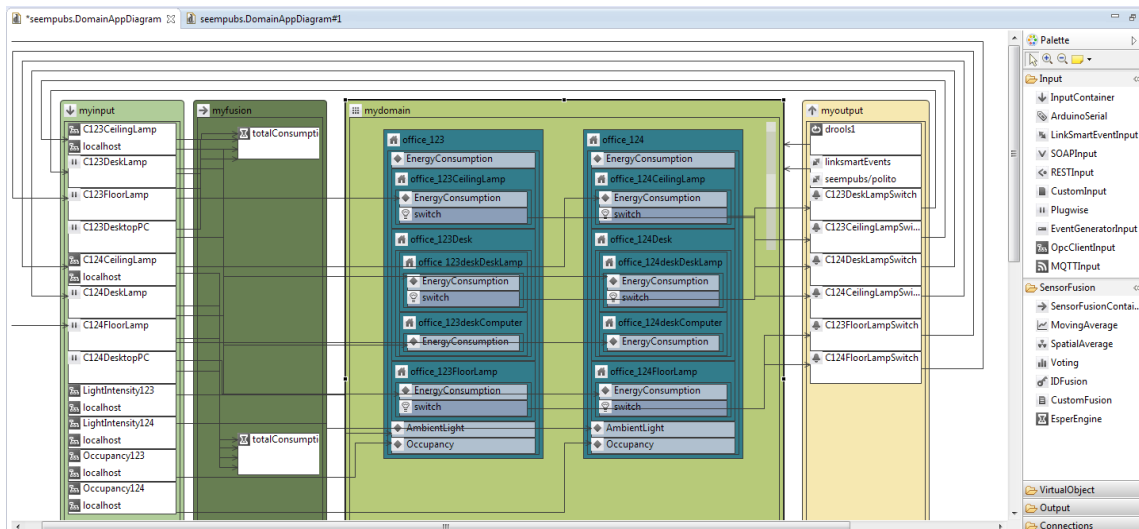 *seempubs.DomainAppDiagram
seempubs.DomainAppDiagram#1
myinput
C123CeilingLamp
localhost
C123DeskLamp
C123FloorLamp
C123DesktopPC
C124CeilingLamp
localhost
C124DeskLamp
C124FloorLamp
C124DesktopPC
LightIntensity123
localhost
LightIntensity124
localhost
Occupancy123
localhost
Occupancy124
localhost
myfusion
totalConsumpti
totalConsumpti
mydomain
office_123
EnergyConsumption
office_123CeilingLamp
EnergyConsumption
switch
office_123Desk
office_123deskDeskLamp
EnergyConsumption
switch
office_123deskComputer
EnergyConsumption
office_123FloorLamp
EnergyConsumption
switch
AmbientLight
Occupancy
office_124
EnergyConsumption
office_124CeilingLamp
EnergyConsumption
switch
office_124Desk
office_124deskDeskLamp
EnergyConsumption
switch
office_124deskComputer
EnergyConsumption
office_124FloorLamp
EnergyConsumption
switch
AmbientLight
Occupancy
myoutput
drools1
linksmartEvents
seempubs/polito
C123DeskLampSwitch
C123CeilingLampSwi...
C124DeskLampSwitch
C124CeilingLampSwi...
C123FloorLampSwitch
C124FloorLampSwitch
Palette
Input
InputContainer
ArduinoSerial
LinkSmartEventInput
SOAPInput
RESTInput
CustomInput
Plugwise
EventGeneratorInput
OpcClientInput
MQTTInput
SensorFusion
SensorFusionContai...
MovingAverage
SpatialAverage
Voting
IDFusion
CustomFusion
EsperEngine
VirtualObject
Output
Connections